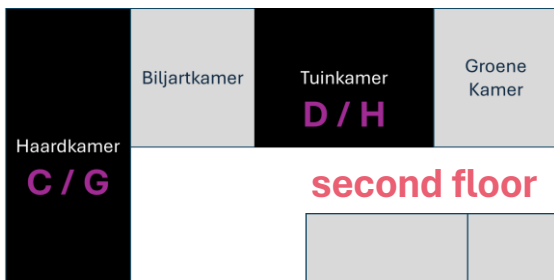 Haardkamer
C / G
Biljartkamer
Tuinkamer
D / H
Groene
Kamer
second floor